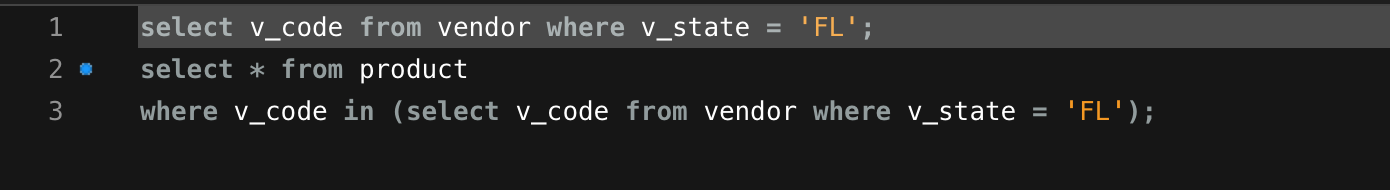 1 select v_code from vendor where v_state = 'FL';
2 select * from product
3 where v_code in (select v_code from vendor where v_state = 'FL');